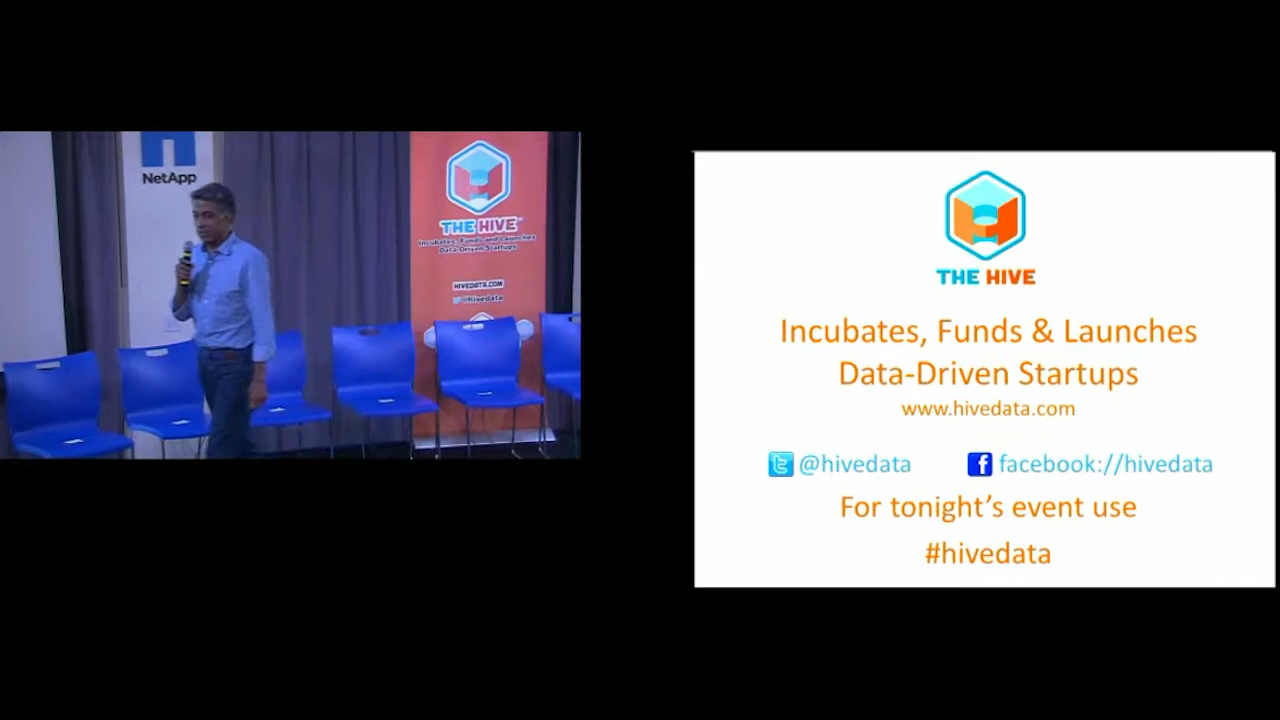 NetApp
THE HIVE
Incubates, Funds and Launches
Data-Driven Startups
HIVEDATA.COM
#hivedata
THE HIVE
Incubates, Funds & Launches
Data-Driven Startups
www.hivedata.com
@hivedata
facebook://hivedata
For tonight's event use
#hivedata